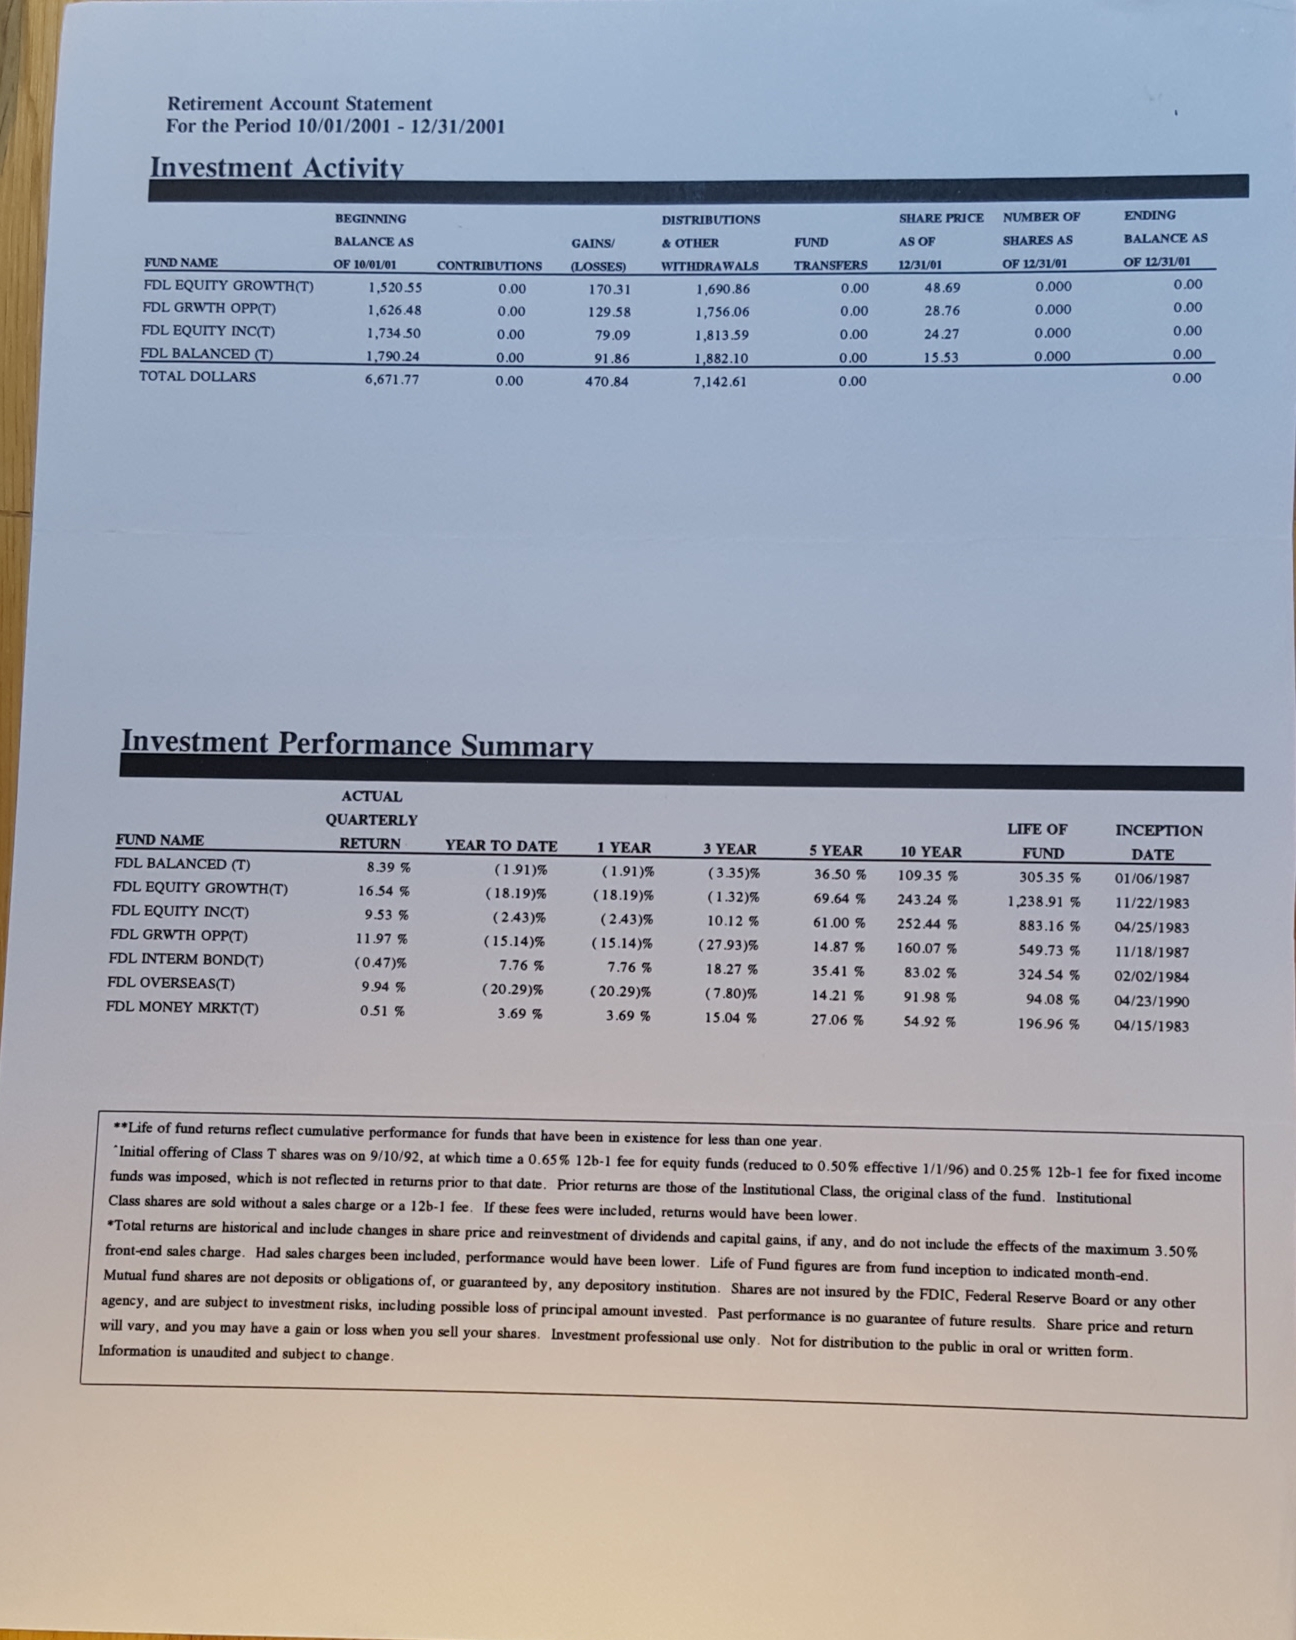 Retirement Account Statement
For the Period 10/01/2001 - 12/31/2001
Investment Activity
BEGINNING DISTRIBUTIONS SHARE PRICE NUMBER OF ENDING
BALANCE AS GAINS/ & OTHER FUND AS OF SHARES AS BALANCE AS
FUND NAME OF 10/01/01 CONTRIBUTIONS (LOSSES) WITHDRAWALS TRANSFERS 12/31/01 OF 12/31/01 OF 12/31/01
FDL EQUITY GROWTH(T) 1,520.55 0.00 170.31 1,690.86 0.00 48.69 0.000 0.00
FDL GRWTH OPP(T) 1,626.48 0.00 129.58 1,756.06 0.00 28.76 0.000 0.00
FDL EQUITY INC(T) 1,734.50 0.00 79.09 1,813.59 0.00 24.27 0.000 0.00
FDL BALANCED (T) 1,790.24 0.00 91.86 1,882.10 0.00 15.53 0.000 0.00
TOTAL DOLLARS 6,671.77 0.00 470.84 7,142.61 0.00 0.00
Investment Performance Summary
ACTUAL
QUARTERLY LIFE OF INCEPTION
FUND NAME RETURN YEAR TO DATE 1 YEAR 3 YEAR 5 YEAR 10 YEAR FUND DATE
FDL BALANCED (T) 8.39 % (1.91)% (1.91)% (3.35)% 36.50 % 109.35 % 305.35 % 01/06/1987
FDL EQUITY GROWTH(T) 16.54 % (18.19)% (18.19)% (1.32)% 69.64 % 243.24 % 1,238.91 % 11/22/1983
FDL EQUITY INC(T) 9.53 % (2.43)% (2.43)% 10.12 % 61.00 % 252.44 % 883.16 % 04/25/1983
FDL GRWTH OPP(T) 11.97 % (15.14)% (15.14)% (27.93)% 14.87 % 160.07 % 549.73 % 11/18/1987
FDL INTERM BOND(T) (0.47)% 7.76 % 7.76 % 18.27 % 35.41 % 83.02 % 324.54 % 02/02/1984
FDL OVERSEAS(T) 9.94 % (20.29)% (20.29)% (7.80)% 14.21 % 91.98 % 94.08 % 04/23/1990
FDL MONEY MRKT(T) 0.51 % 3.69 % 3.69 % 15.04 % 27.06 % 54.92 % 196.96 % 04/15/1983
**Life of fund returns reflect cumulative performance for funds that have been in existence for less than one year.
^Initial offering of Class T shares was on 9/10/92, at which time a 0.65% 12b-1 fee for equity funds (reduced to 0.50% effective 1/1/96) and 0.25% 12b-1 fee for fixed income
funds was imposed, which is not reflected in returns prior to that date. Prior returns are those of the Institutional Class, the original class of the fund. Institutional
Class shares are sold without a sales charge or a 12b-1 fee. If these fees were included, returns would have been lower.
*Total returns are historical and include changes in share price and reinvestment of dividends and capital gains, if any, and do not include the effects of the maximum 3.50%
front-end sales charge. Had sales charges been included, performance would have been lower. Life of Fund figures are from fund inception to indicated month-end.
Mutual fund shares are not deposits or obligations of, or guaranteed by, any depository institution. Shares are not insured by the FDIC, Federal Reserve Board or any other
agency, and are subject to investment risks, including possible loss of principal amount invested. Past performance is no guarantee of future results. Share price and return
will vary, and you may have a gain or loss when you sell your shares. Investment professional use only. Not for distribution to the public in oral or written form.
Information is unaudited and subject to change.